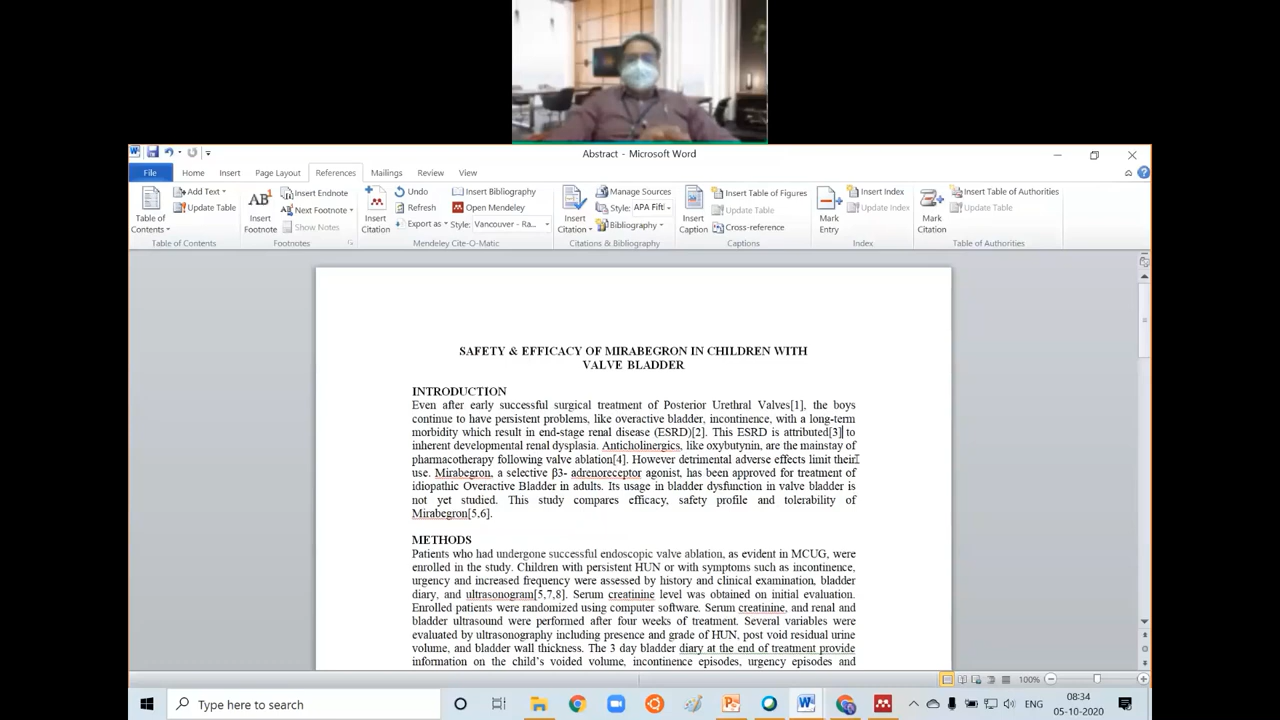 Abstract - Microsoft Word
File Home Insert Page Layout References Mailings Review View
Table of Contents
Add Text
Update Table
Table of Contents
Insert Footnote
Insert Endnote
Next Footnote
Show Notes
Footnotes
Insert Citation
Undo
Refresh
Export as
Insert Bibliography
Open Mendeley
Style: Vancouver - Ra...
Mendeley Cite-O-Matic
Insert Citation
Manage Sources
Style: APA Fift
Bibliography
Citations & Bibliography
Insert Caption
Insert Table of Figures
Update Table
Cross-reference
Captions
Mark Entry
Insert Index
Update Index
Index
Mark Citation
Insert Table of Authorities
Update Table
Table of Authorities
SAFETY & EFFICACY OF MIRABEGRON IN CHILDREN WITH
VALVE BLADDER
INTRODUCTION
Even after early successful surgical treatment of Posterior Urethral Valves[1], the boys
continue to have persistent problems, like overactive bladder, incontinence, with a long-term
morbidity which result in end-stage renal disease (ESRD)[2]. This ESRD is attributed[3] to
inherent developmental renal dysplasia. Anticholinergics, like oxybutynin, are the mainstay of
pharmacotherapy following valve ablation[4]. However detrimental adverse effects limit their
use. Mirabegron, a selective β3- adrenoreceptor agonist, has been approved for treatment of
idiopathic Overactive Bladder in adults. Its usage in bladder dysfunction in valve bladder is
not yet studied. This study compares efficacy, safety profile and tolerability of
Mirabegron[5,6].
METHODS
Patients who had undergone successful endoscopic valve ablation, as evident in MCUG, were
enrolled in the study. Children with persistent HUN or with symptoms such as incontinence,
urgency and increased frequency were assessed by history and clinical examination, bladder
diary, and ultrasonogram[5,7,8]. Serum creatinine level was obtained on initial evaluation.
Enrolled patients were randomized using computer software. Serum creatinine, and renal and
bladder ultrasound were performed after four weeks of treatment. Several variables were
evaluated by ultrasonography including presence and grade of HUN, post void residual urine
volume, and bladder wall thickness. The 3 day bladder diary at the end of treatment provide
information on the child's voided volume, incontinence episodes, urgency episodes and
100%
Type here to search
ENG
08:34
05-10-2020